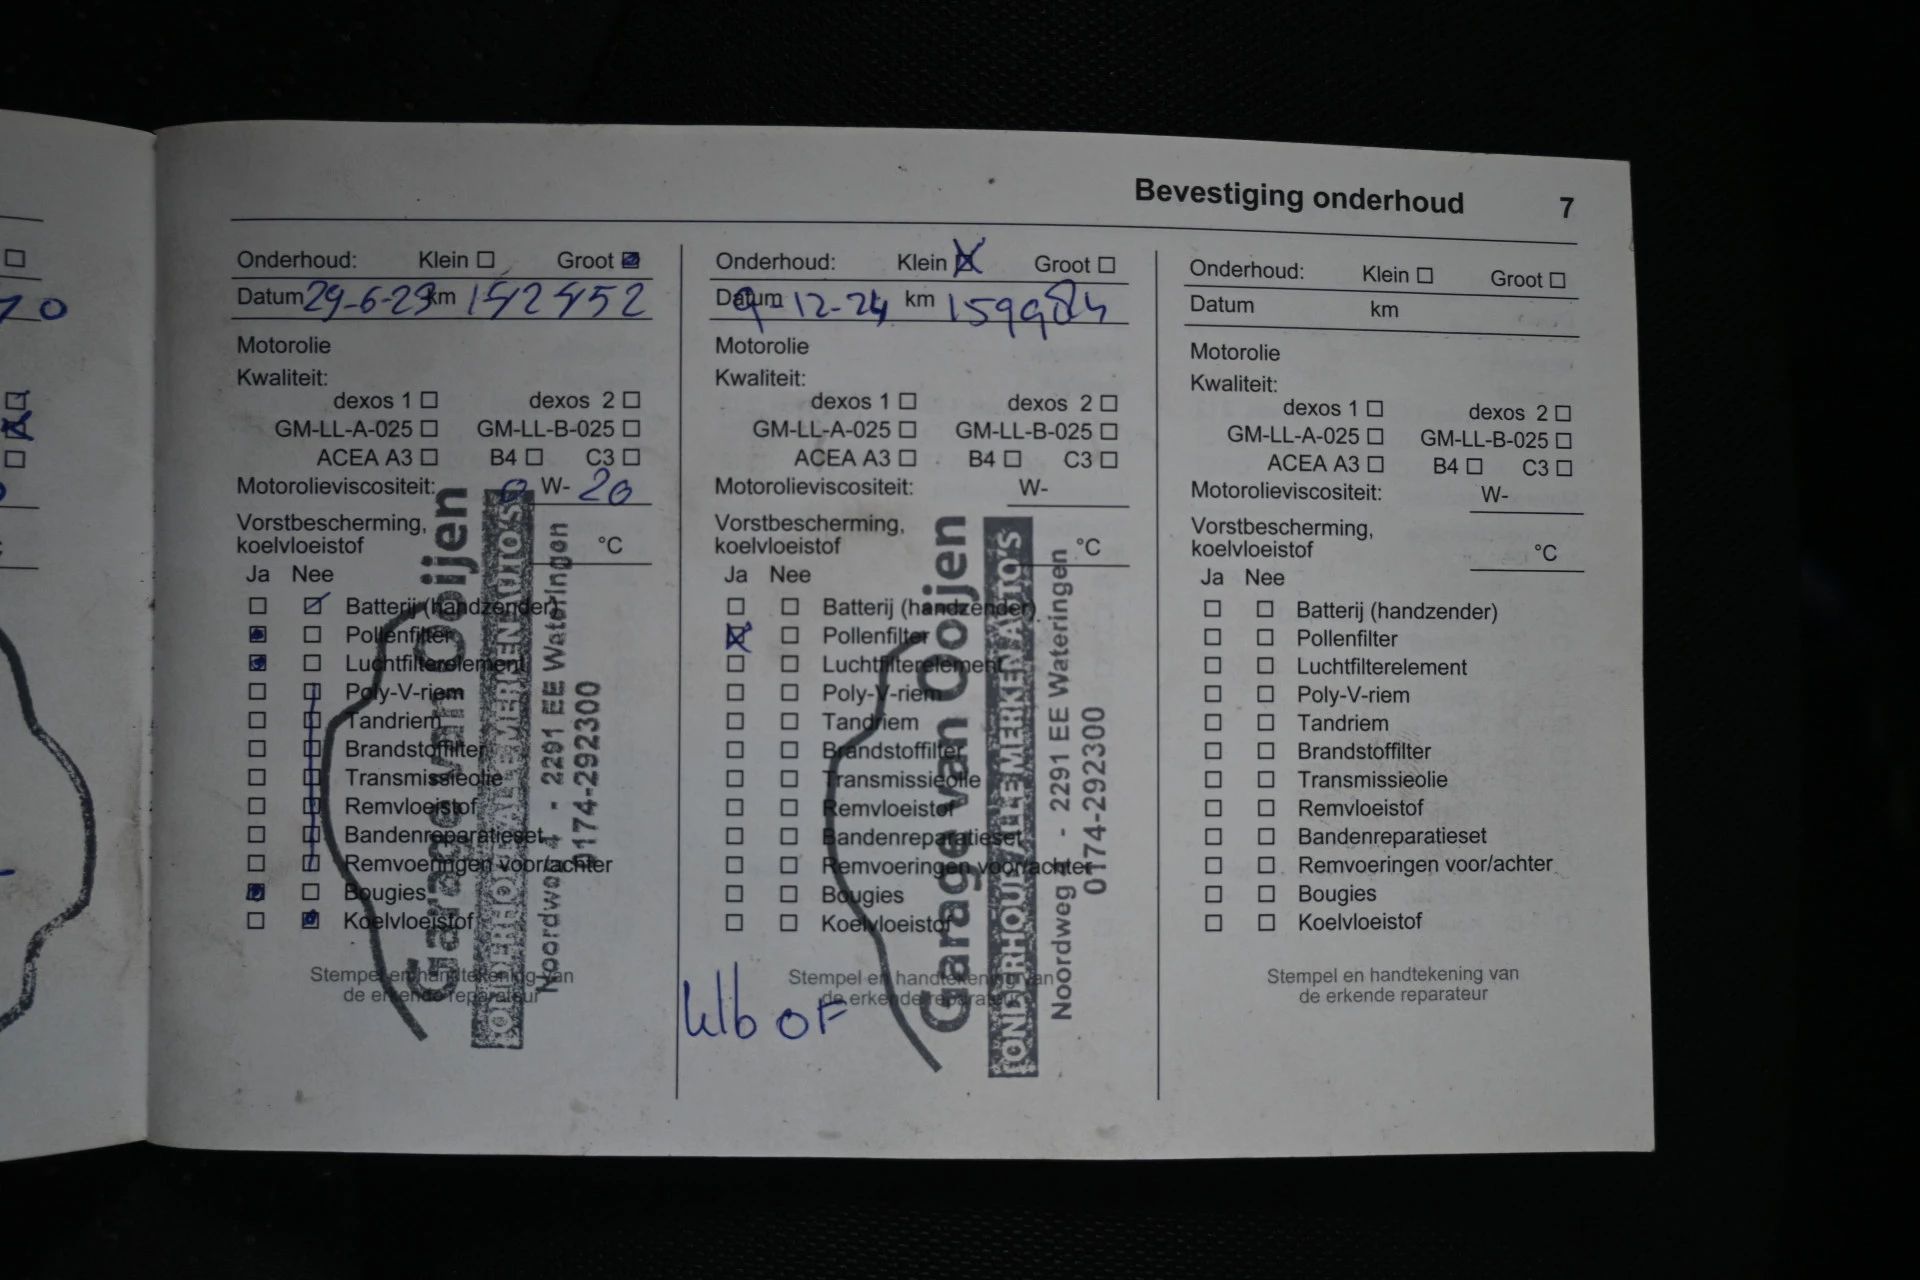 Bevestiging onderhoud 7
Onderhoud: Klein Groot
Datum 29-6-23 km 152452
Motorolie
Kwaliteit:
dexos 1 dexos 2
GM-LL-A-025 GM-LL-B-025
ACEA A3 B4 C3
Motorolieviscositeit: 0 W- 20
Vorstbescherming,
koelvloeistof °C
Ja Nee
Batterij (handzender)
Pollenfilter
Luchtfilterelement
Poly-V-riem
Tandriem
Brandstoffilter
Transmissieolie
Remvloeistof
Bandenreparatieset
Remvoeringen voor/achter
Bougies
Koelvloeistof
Stempel en handtekening van
de erkende reparateur
Garage van Ooijen
ONDERHOUD ALLE MERKEN AUTO'S
Noordweg 4 - 2291 EE Wateringen
0174-292300
Onderhoud: Klein Groot
Datum 9-12-24 km 159984
Motorolie
Kwaliteit:
dexos 1 dexos 2
GM-LL-A-025 GM-LL-B-025
ACEA A3 B4 C3
Motorolieviscositeit: W-
Vorstbescherming,
koelvloeistof °C
Ja Nee
Batterij (handzender)
Pollenfilter
Luchtfilterelement
Poly-V-riem
Tandriem
Brandstoffilter
Transmissieolie
Remvloeistof
Bandenreparatieset
Remvoeringen voor/achter
Bougies
Koelvloeistof
Stempel en handtekening van
de erkende reparateur
OF
Garage van Ooijen
ONDERHOUD ALLE MERKEN AUTO'S
Noordweg 4 - 2291 EE Wateringen
0174-292300
Onderhoud: Klein Groot
Datum km
Motorolie
Kwaliteit:
dexos 1 dexos 2
GM-LL-A-025 GM-LL-B-025
ACEA A3 B4 C3
Motorolieviscositeit: W-
Vorstbescherming,
koelvloeistof °C
Ja Nee
Batterij (handzender)
Pollenfilter
Luchtfilterelement
Poly-V-riem
Tandriem
Brandstoffilter
Transmissieolie
Remvloeistof
Bandenreparatieset
Remvoeringen voor/achter
Bougies
Koelvloeistof
Stempel en handtekening van
de erkende reparateur